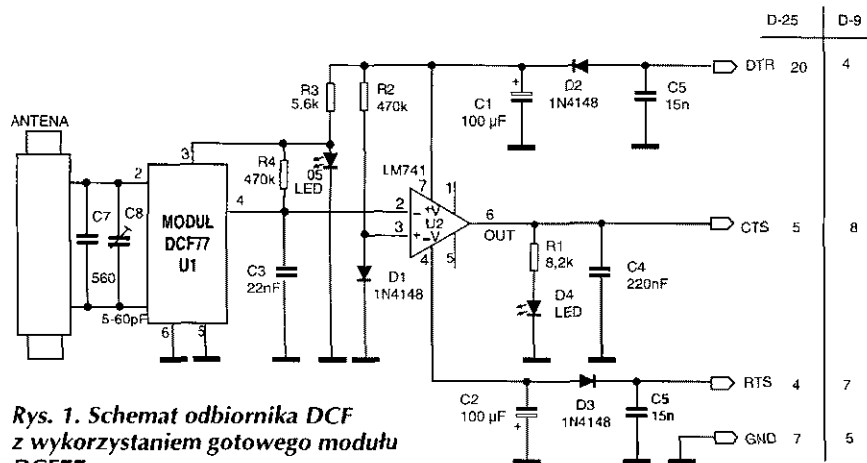 D-25 D-9
DTR 20 4
R3
5.6k
R2
470k
C1
100 µF
D2
1N4148
C5
15n
ANTENA
3
R4
470k
05
LED
LM741
7
1
2
4
2
3
+V
U2
-V
6
OUT
4
5
CTS 5 8
C7
C8
MODUŁ
DCF77
U1
560
5-60pF
6
5
C3
22nF
D1
1N4148
R1
8,2k
D4
LED
C4
220nF
C2
100 µF
D3
1N4148
C5
15n
RTS 4 7
GND 7 5
Rys. 1. Schemat odbiornika DCF
z wykorzystaniem gotowego modułu
DCF77